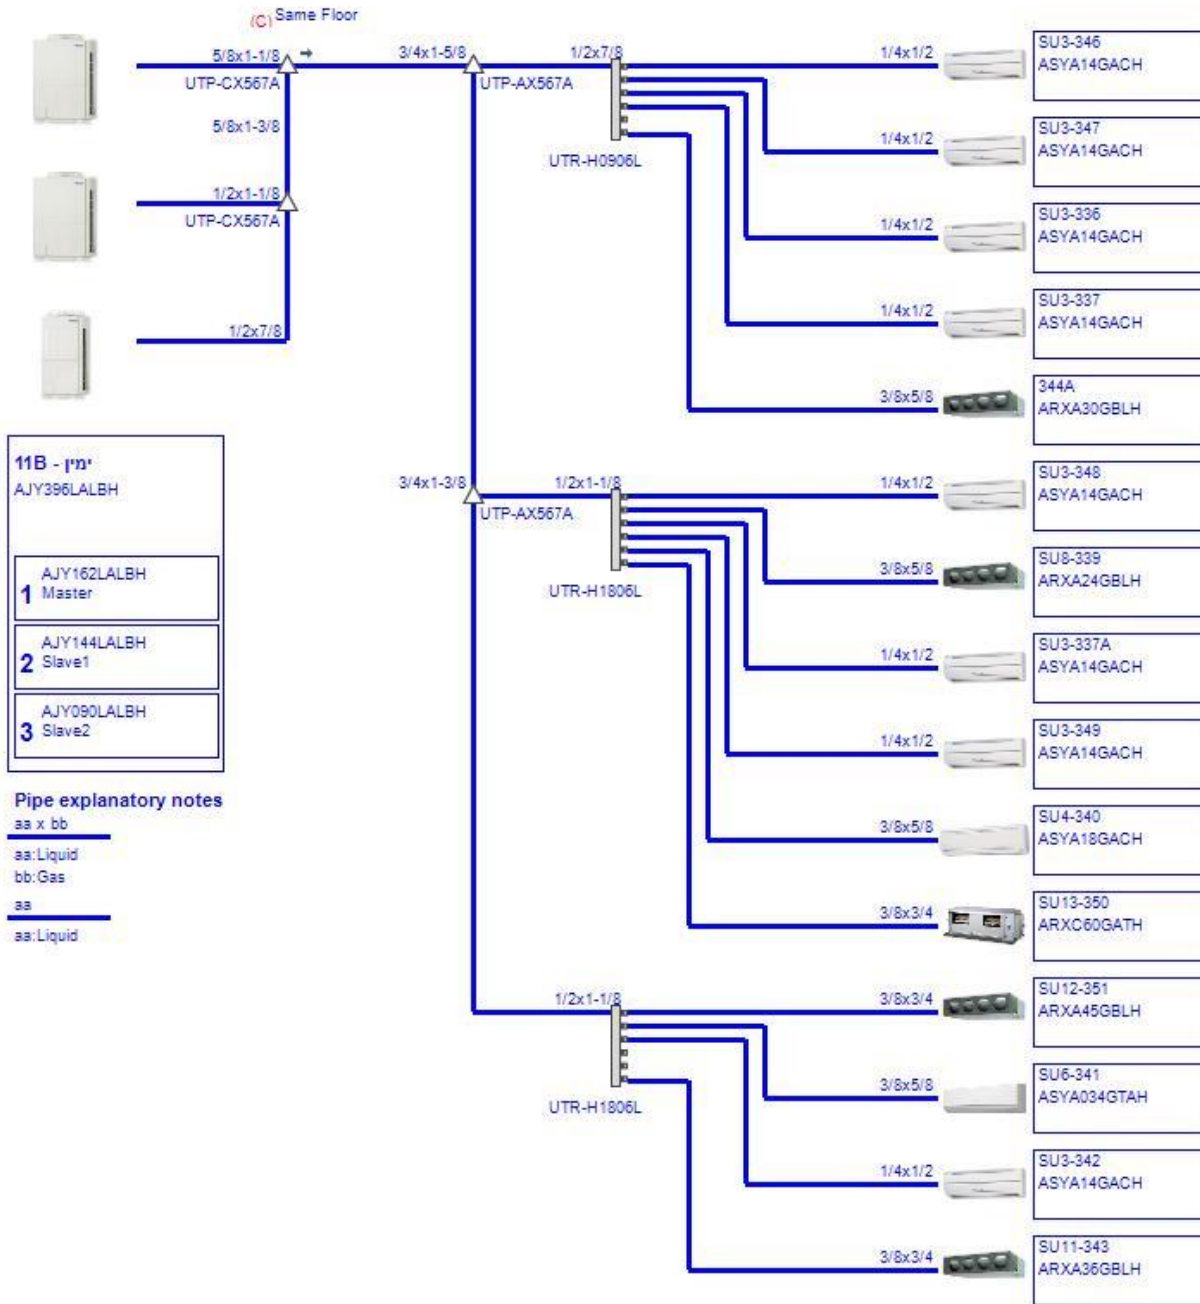 (C) Same Floor
5/8x1-1/8
UTP-CX567A
5/8x1-3/8
1/2x1-1/8
UTP-CX567A
1/2x7/8
11B - ימין
AJY396LALBH
1
AJY162LALBH
Master
2
AJY144LALBH
Slave1
3
AJY090LALBH
Slave2
Pipe explanatory notes
aa x bb
aa:Liquid
bb:Gas
aa
aa:Liquid
3/4x1-5/8
UTP-AX567A
1/2x7/8
UTR-H0906L
1/4x1/2
SU3-346
ASYA14GACH
1/4x1/2
SU3-347
ASYA14GACH
1/4x1/2
SU3-336
ASYA14GACH
1/4x1/2
SU3-337
ASYA14GACH
3/8x5/8
344A
ARXA30GBLH
3/4x1-3/8
UTP-AX567A
1/2x1-1/8
UTR-H1806L
1/4x1/2
SU3-348
ASYA14GACH
3/8x5/8
SU8-339
ARXA24GBLH
1/4x1/2
SU3-337A
ASYA14GACH
1/4x1/2
SU3-349
ASYA14GACH
3/8x5/8
SU4-340
ASYA18GACH
3/8x3/4
SU13-350
ARXC60GATH
1/2x1-1/8
UTR-H1806L
3/8x3/4
SU12-351
ARXA45GBLH
3/8x5/8
SU6-341
ASYA034GTAH
1/4x1/2
SU3-342
ASYA14GACH
3/8x3/4
SU11-343
ARXA36GBLH